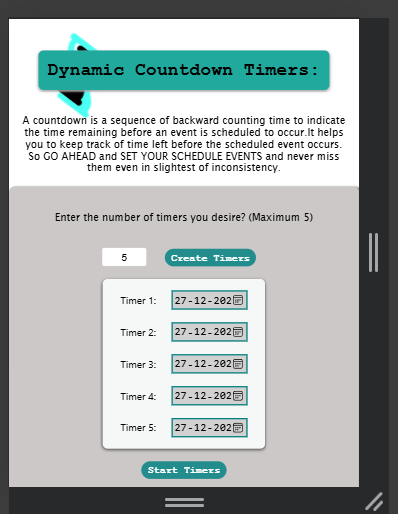 Dynamic Countdown Timers:
A countdown is a sequence of backward counting time to indicate
the time remaining before an event is scheduled to occur.It helps
you to keep track of time left before the scheduled event occurs.
So GO AHEAD and SET YOUR SCHEDULE EVENTS and never miss
them even in slightest of inconsistency.
Enter the number of timers you desire? (Maximum 5)
5 Create Timers
Timer 1: 27-12-202
Timer 2: 27-12-202
Timer 3: 27-12-202
Timer 4: 27-12-202
Timer 5: 27-12-202
Start Timers